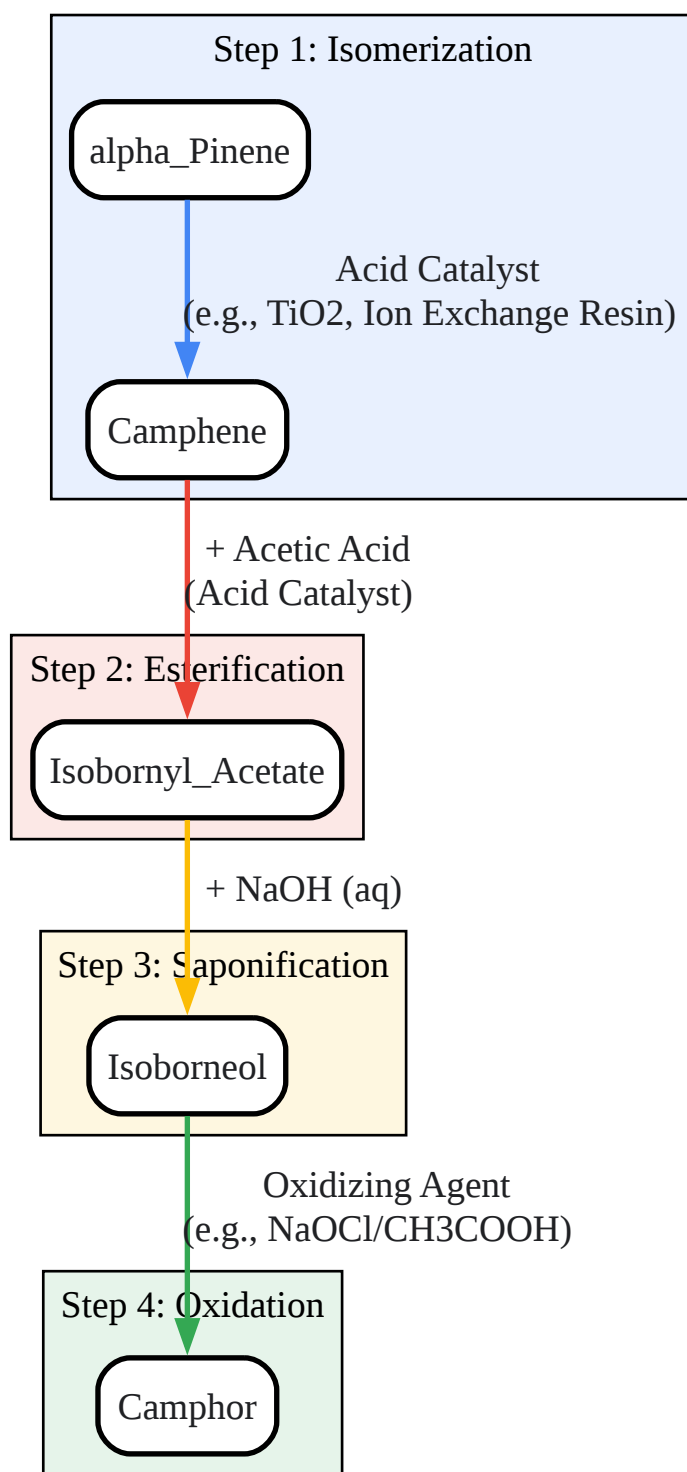 Step 1: Isomerization
alpha_Pinene
Acid Catalyst
(e.g., TiO2, Ion Exchange Resin)
Camphene
+ Acetic Acid
(Acid Catalyst)
Step 2: Esterification
Isobornyl_Acetate
+ NaOH (aq)
Step 3: Saponification
Isoborneol
Oxidizing Agent
(e.g., NaOCl/CH3COOH)
Step 4: Oxidation
Camphor